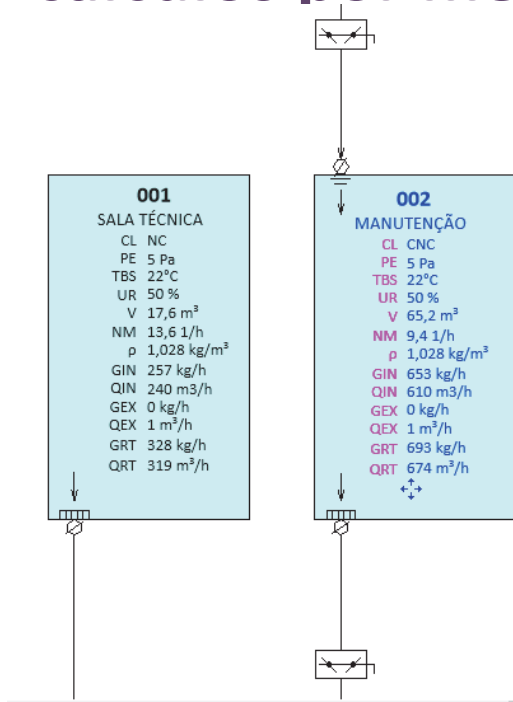 001
SALA TÉCNICA
CL NC
PE 5 Pa
TBS 22°C
UR 50 %
V 17,6 m³
NM 13,6 1/h
ρ 1,028 kg/m³
GIN 257 kg/h
QIN 240 m3/h
GEX 0 kg/h
QEX 1 m³/h
GRT 328 kg/h
QRT 319 m³/h
002
MANUTENÇÃO
CL CNC
PE 5 Pa
TBS 22°C
UR 50 %
V 65,2 m³
NM 9,4 1/h
ρ 1,028 kg/m³
GIN 653 kg/h
QIN 610 m3/h
GEX 0 kg/h
QEX 1 m³/h
GRT 693 kg/h
QRT 674 m³/h